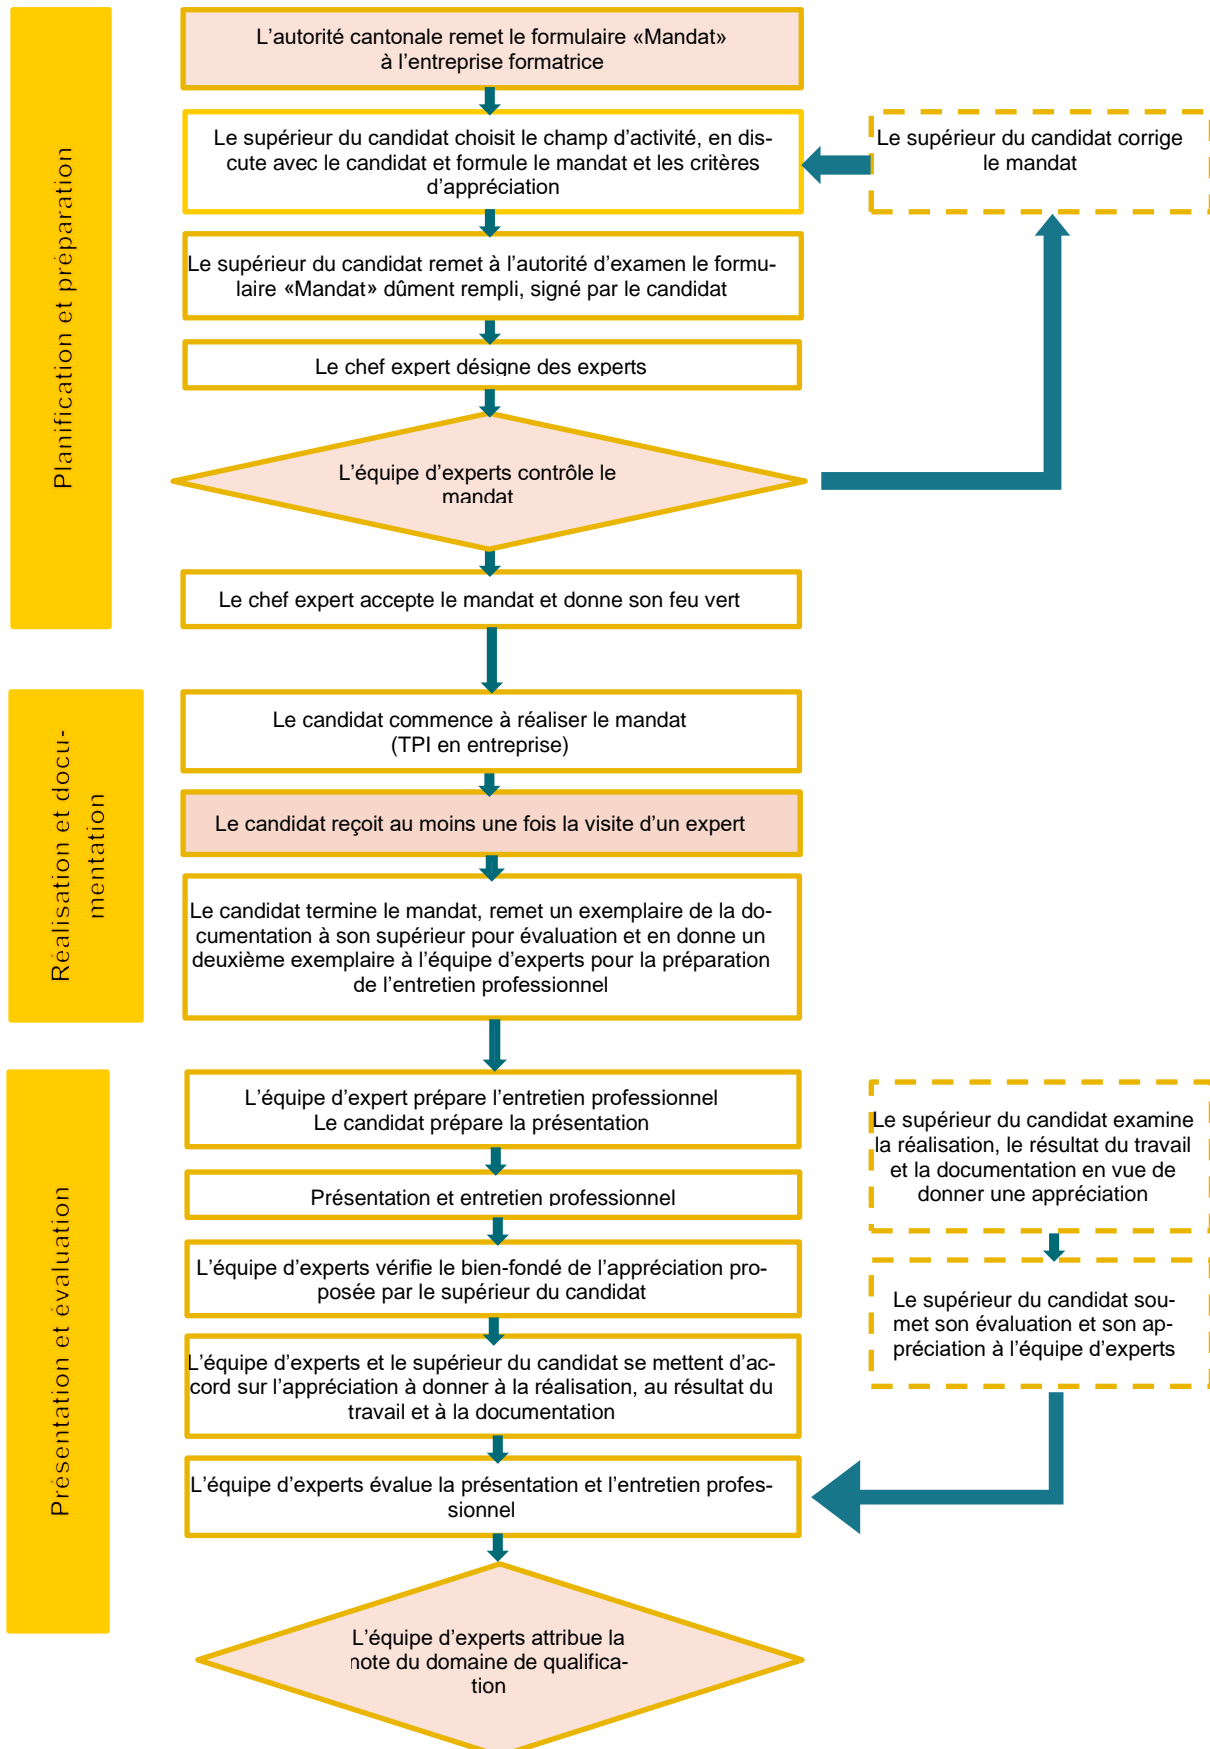 Planification et préparation
L'autorité cantonale remet le formulaire «Mandat»
à l'entreprise formatrice
Le supérieur du candidat choisit le champ d'activité, en dis-
cute avec le candidat et formule le mandat et les critères
d'appréciation
Le supérieur du candidat corrige
le mandat
Le supérieur du candidat remet à l'autorité d'examen le formu-
laire «Mandat» dûment rempli, signé par le candidat
Le chef expert désigne des experts
L'équipe d'experts contrôle le
mandat
Le chef expert accepte le mandat et donne son feu vert
Réalisation et docu-
mentation
Le candidat commence à réaliser le mandat
(TPI en entreprise)
Le candidat reçoit au moins une fois la visite d'un expert
Le candidat termine le mandat, remet un exemplaire de la do-
cumentation à son supérieur pour évaluation et en donne un
deuxième exemplaire à l'équipe d'experts pour la préparation
de l'entretien professionnel
Présentation et évaluation
L'équipe d'expert prépare l'entretien professionnel
Le candidat prépare la présentation
Présentation et entretien professionnel
L'équipe d'experts vérifie le bien-fondé de l'appréciation pro-
posée par le supérieur du candidat
L'équipe d'experts et le supérieur du candidat se mettent d'ac-
cord sur l'appréciation à donner à la réalisation, au résultat du
travail et à la documentation
L'équipe d'experts évalue la présentation et l'entretien profes-
sionnel
L'équipe d'experts attribue la
note du domaine de qualifica-
tion
Le supérieur du candidat examine
la réalisation, le résultat du travail
et la documentation en vue de
donner une appréciation
Le supérieur du candidat sou-
met son évaluation et son ap-
préciation à l'équipe d'experts